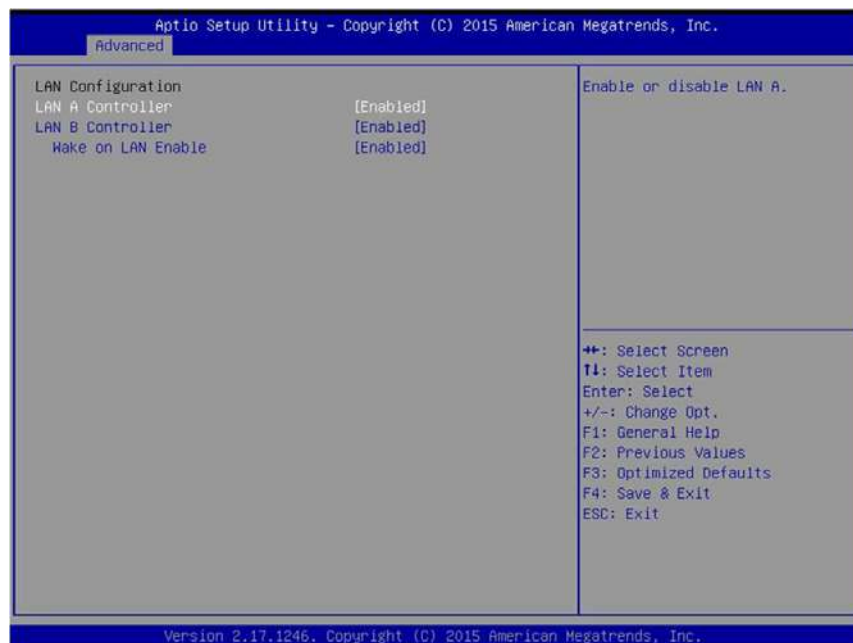 Aptio Setup Utility – Copyright (C) 2015 American Megatrends, Inc.
Advanced
LAN Configuration
LAN A Controller [Enabled]
LAN B Controller [Enabled]
Wake on LAN Enable [Enabled]
Enable or disable LAN A.
→←: Select Screen
↑↓: Select Item
Enter: Select
+/-: Change Opt.
F1: General Help
F2: Previous Values
F3: Optimized Defaults
F4: Save & Exit
ESC: Exit
Version 2.17.1246. Copyright (C) 2015 American Megatrends, Inc.